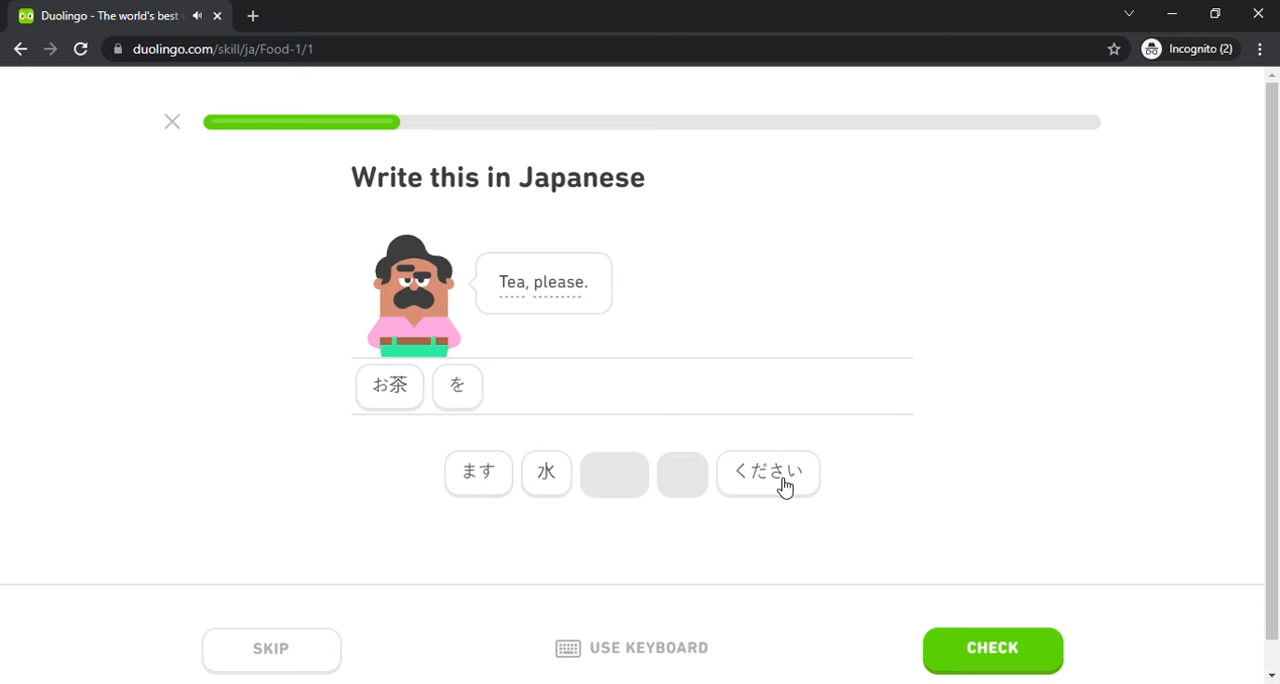 Duolingo - The world's best
duolingo.com/skill/ja/Food-1/1
Incognito (2)
Write this in Japanese
Tea, please.
お茶 を
ます 水 ください
SKIP
USE KEYBOARD
CHECK